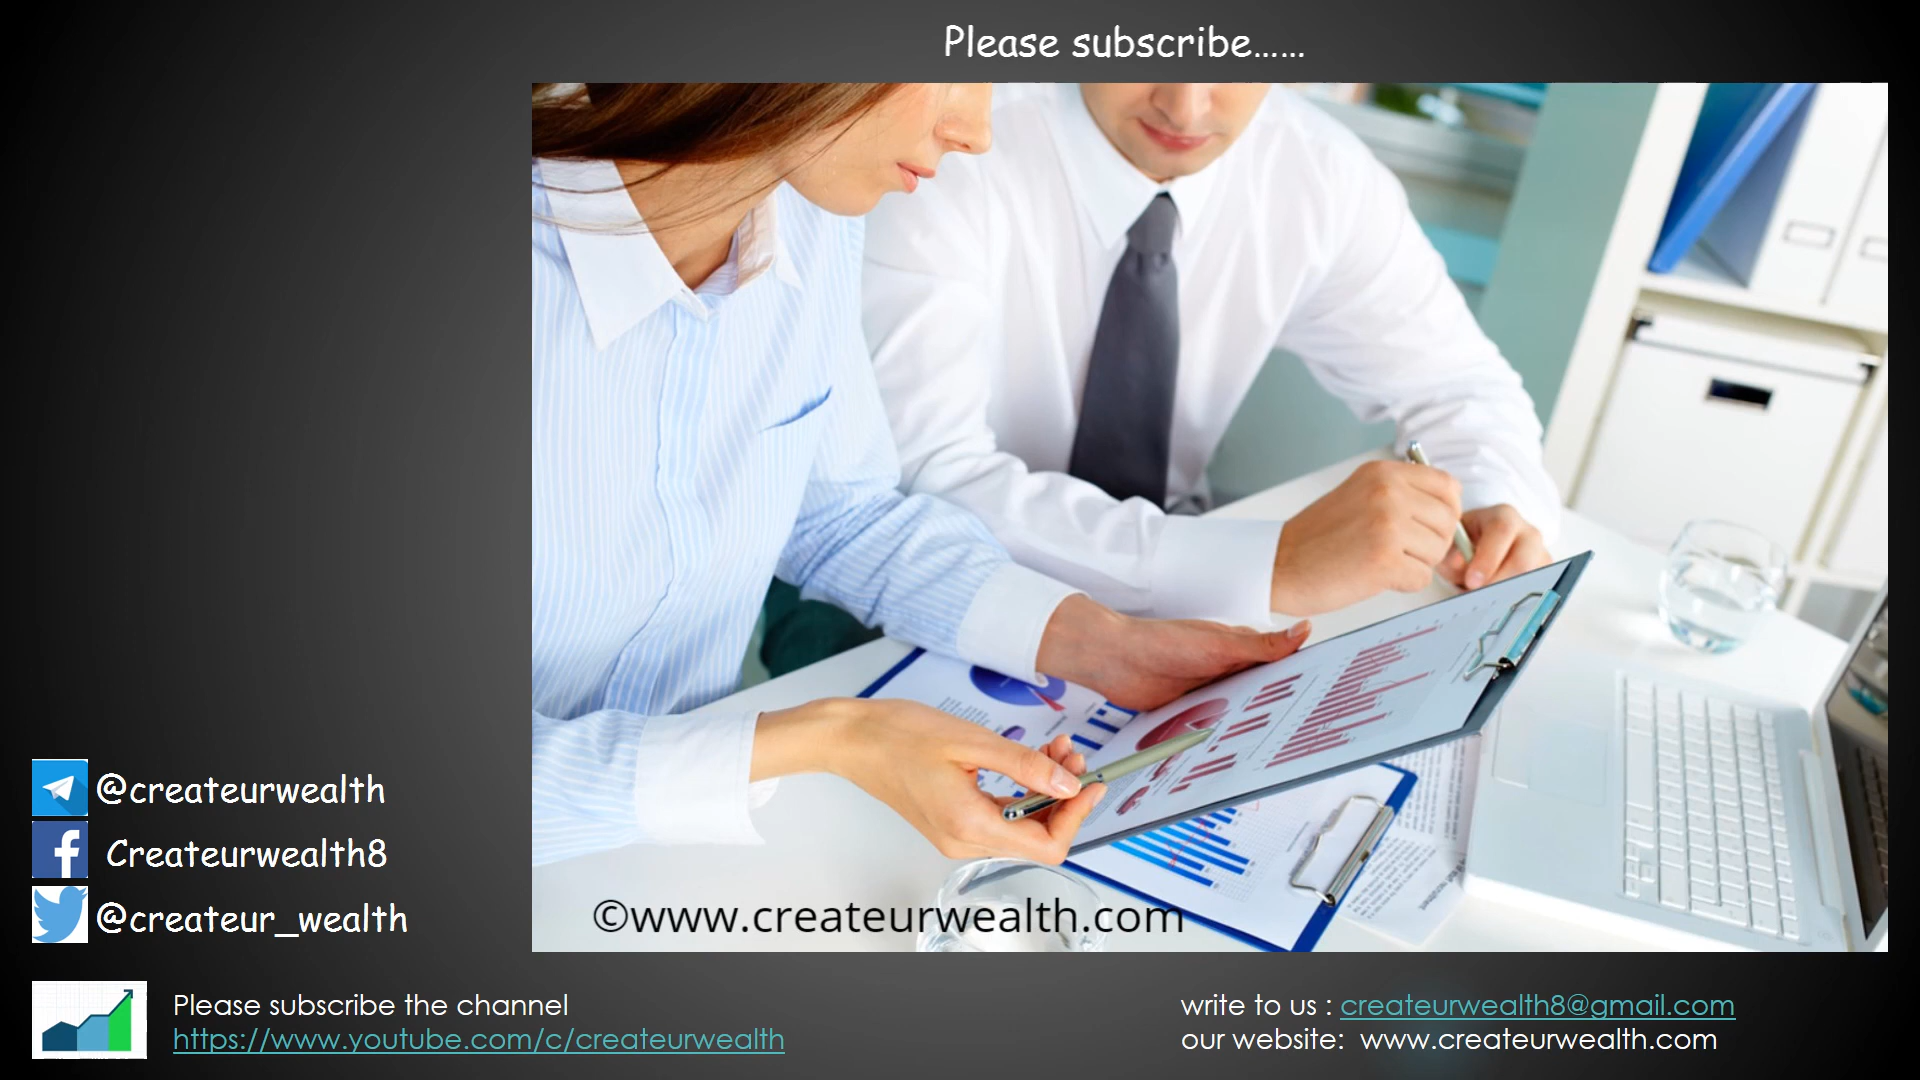 Please subscribe......
@createurwealth
Createurwealth8
@createur_wealth
©www.createurwealth.com
Please subscribe the channel
https://www.youtube.com/c/createurwealth
write to us : createurwealth8@gmail.com
our website: www.createurwealth.com